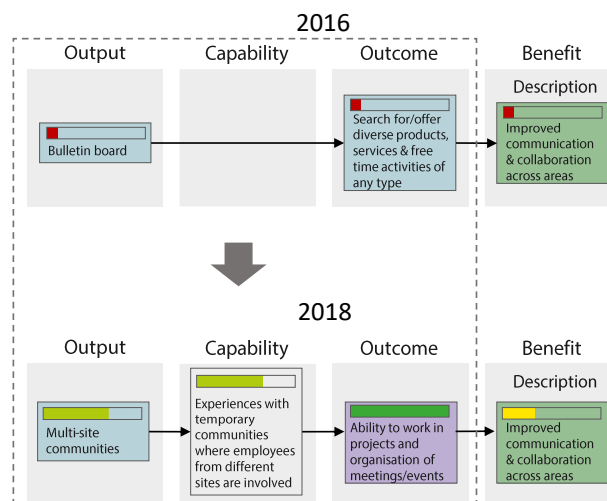 2016
Output
Capability
Outcome
Benefit
Description
Bulletin board
Search for/offer
diverse products,
services & free
time activities of
any type
Improved
communication
& collaboration
across areas
2018
Output
Capability
Outcome
Benefit
Description
Multi-site
communities
Experiences with
temporary
communities
where employees
from different
sites are involved
Ability to work in
projects and
organisation of
meetings/events
Improved
communication
& collaboration
across areas